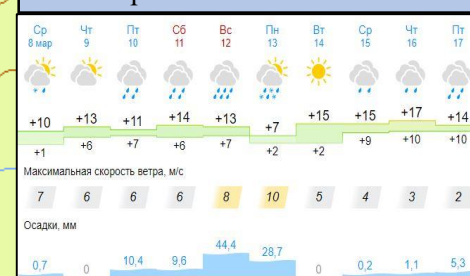 Ср Чт Пт Сб Вс Пн Вт Ср Чт Пт
8 мар 9 10 11 12 13 14 15 16 17
+10 +13 +11 +14 +13 +7 +15 +15 +17 +14
+1 +6 +7 +6 +7 +2 +2 +9 +10 +10
Максимальная скорость ветра, м/с
7 6 6 6 8 10 5 4 3 2
Осадки, мм
0,7 0 10,4 9,6 44,4 28,7 0 0,2 1,1 5,3